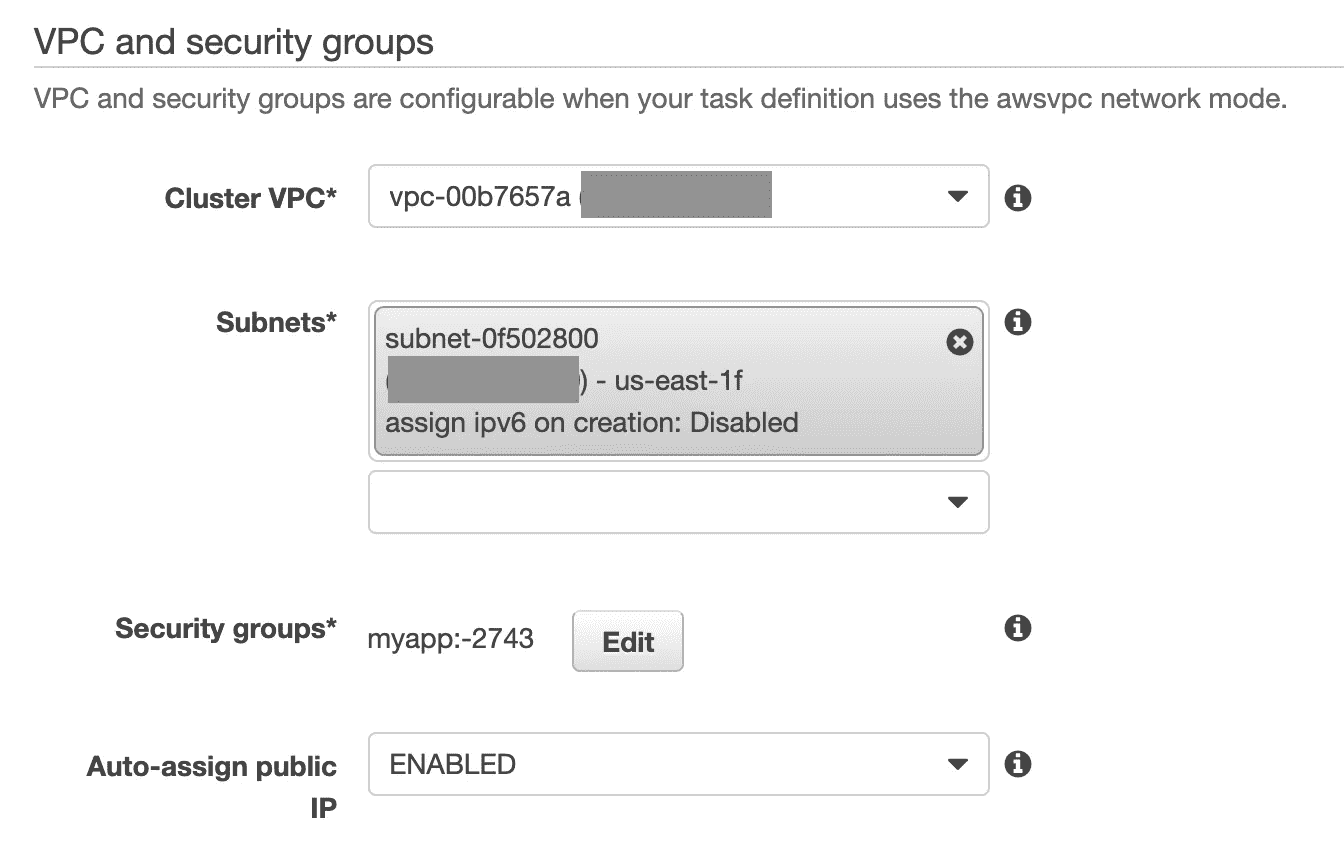 VPC and security groups
VPC and security groups are configurable when your task definition uses the awsvpc network mode.
Cluster VPC*
vpc-00b7657a (
Subnets*
subnet-0f502800
( ) - us-east-1f
assign ipv6 on creation: Disabled
Security groups*
myapp:-2743
Edit
Auto-assign public
IP
ENABLED